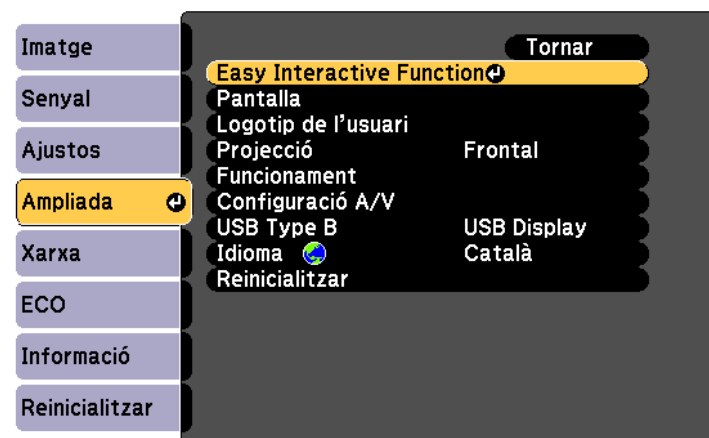 Imatge
Senyal
Ajustos
Ampliada
Xarxa
ECO
Informació
Reinicialitzar
Tornar
Easy Interactive Function
Pantalla
Logotip de l'usuari
Projecció Frontal
Funcionament
Configuració A/V
USB Type B USB Display
Idioma Català
Reinicialitzar